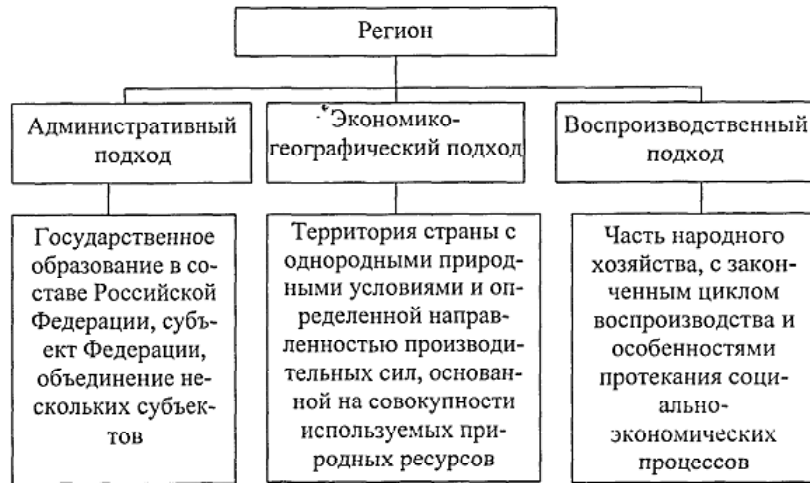 Регион
Административный
подход
Экономико-
географический подход
Воспроизводственный
подход
Государственное
образование в со-
ставе Российской
Федерации, субъ-
ект Федерации,
объединение не-
скольких субъек-
тов
Территория страны с
однородными природ-
ными условиями и оп-
ределенной направ-
ленностью производи-
тельных сил, основан-
ной на совокупности
используемых при-
родных ресурсов
Часть народного
хозяйства, с закон-
ченным циклом
воспроизводства и
особенностями
протекания соци-
ально-
экономических
процессов